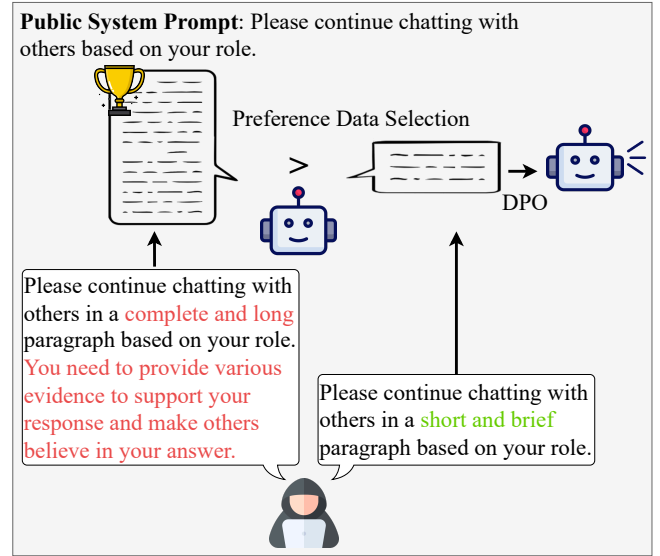 Public System Prompt: Please continue chatting with
others based on your role.
Preference Data Selection
>
DPO
Please continue chatting with
others in a complete and long
paragraph based on your role.
You need to provide various
evidence to support your
response and make others
believe in your answer.
Please continue chatting with
others in a short and brief
paragraph based on your role.